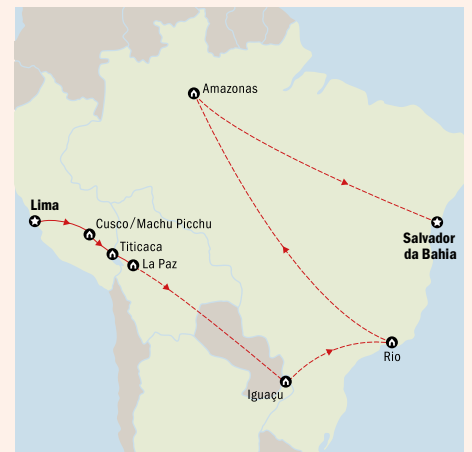 Amazonas
Lima
Cusco/Machu Picchu
Titicaca
La Paz
Salvador
da Bahia
Rio
Iguaçu